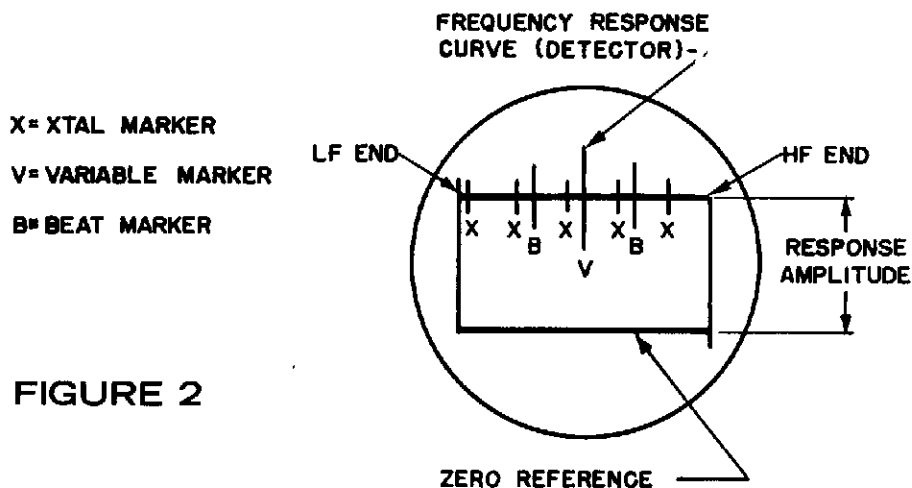 FREQUENCY RESPONSE
CURVE (DETECTOR)-
X= XTAL MARKER
V= VARIABLE MARKER
B= BEAT MARKER
LF END
HF END
X X B X V X B X
RESPONSE
AMPLITUDE
FIGURE 2
ZERO REFERENCE